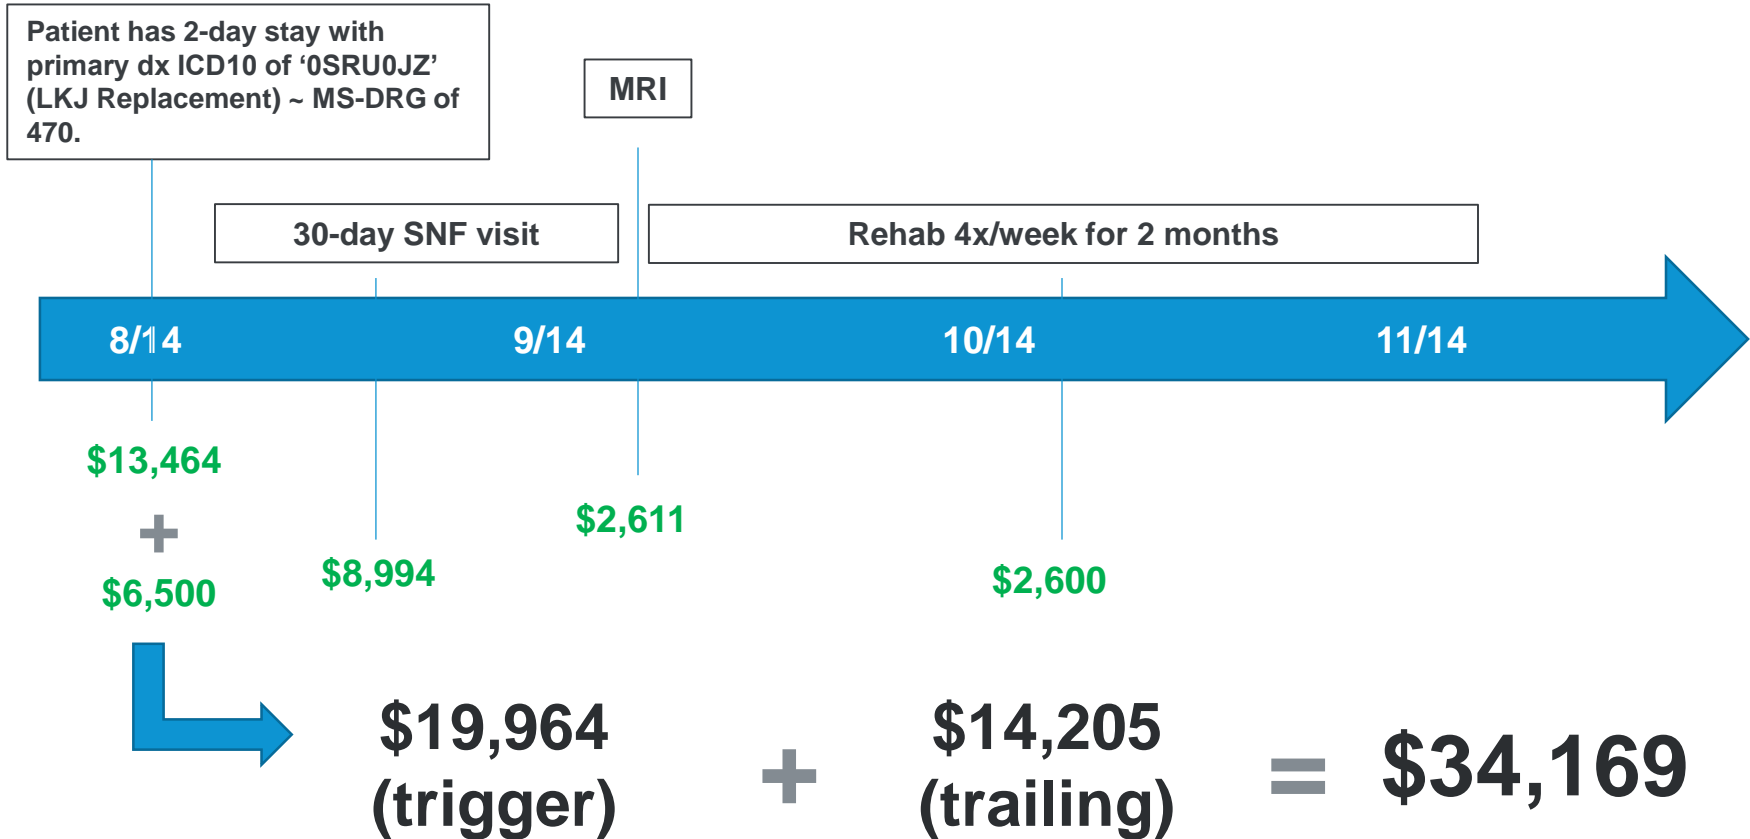 Patient has 2-day stay with
primary dx ICD10 of ‘0SRU0JZ’
(LKJ Replacement) ~ MS-DRG of
470.
MRI
30-day SNF visit
Rehab 4x/week for 2 months
8/14
9/14
10/14
11/14
$13,464
+
$6,500
$8,994
$2,611
$2,600
$19,964
(trigger)
+
$14,205
(trailing)
=
$34,169